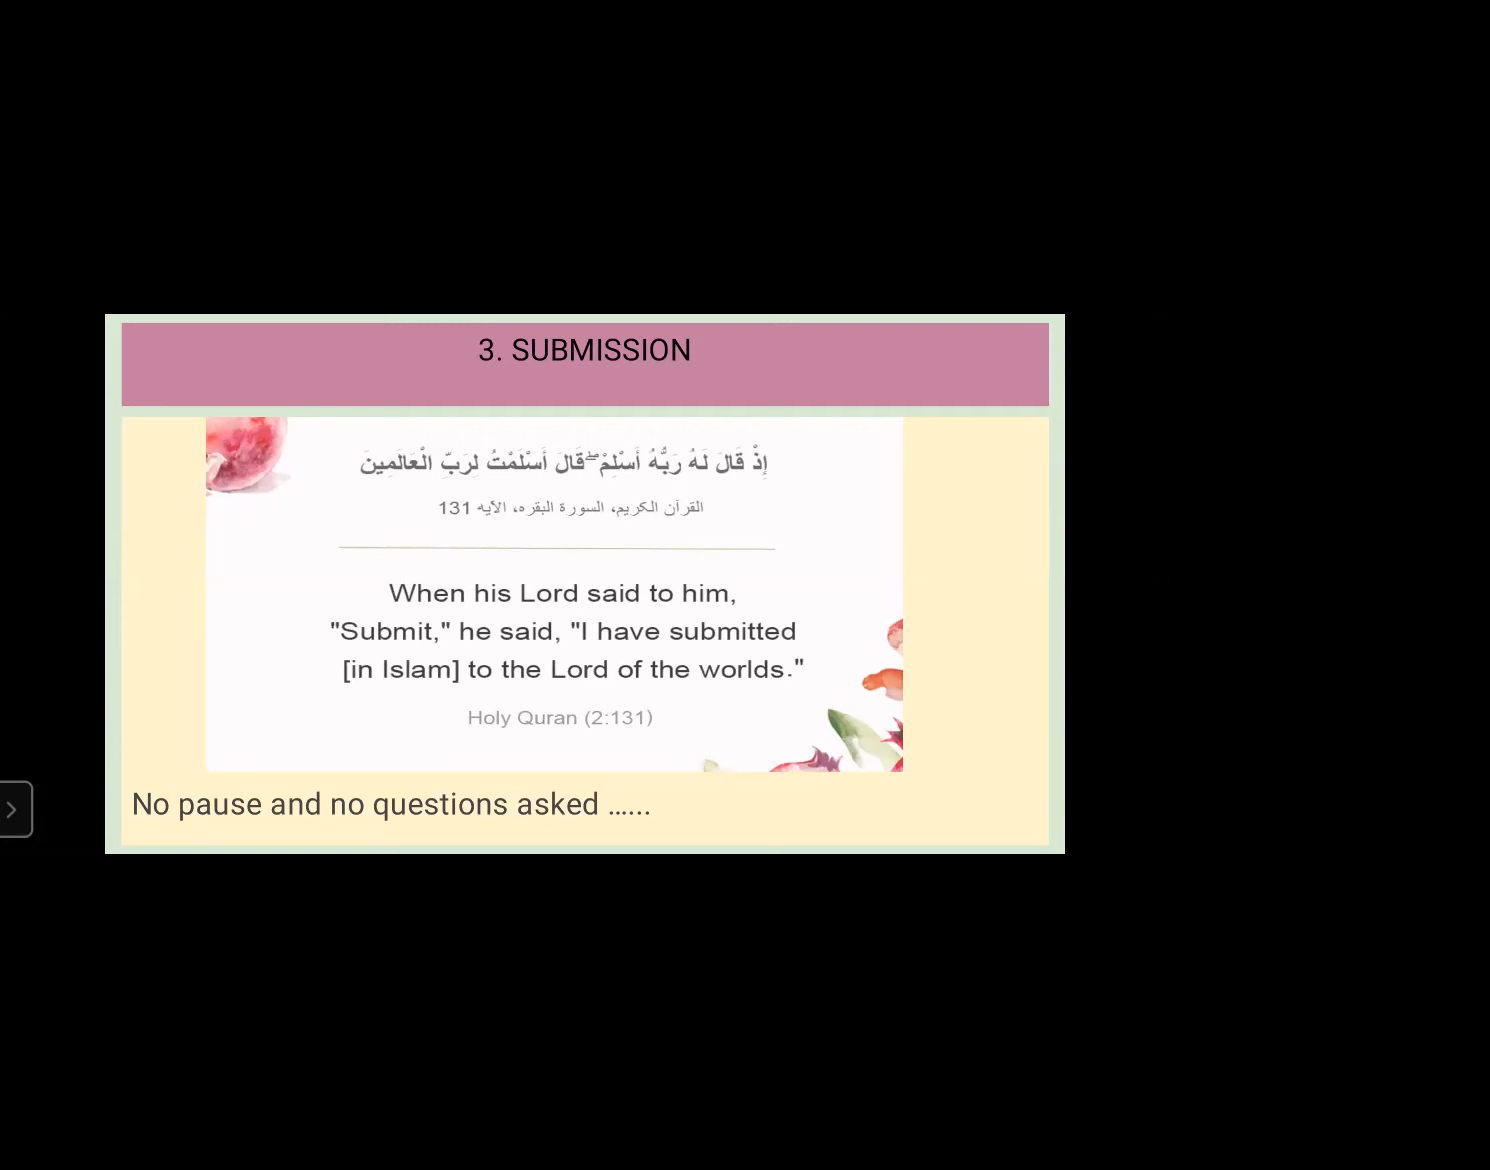 3. SUBMISSION
إِذْ قَالَ لَهُ رَبُّهُ أَسْلِمْ ۖ قَالَ أَسْلَمْتُ لِرَبِّ الْعَالَمِينَ
القرآن الكريم، السورة البقره، الآيه 131
When his Lord said to him,
"Submit," he said, "I have submitted
[in Islam] to the Lord of the worlds."
Holy Quran (2:131)
No pause and no questions asked ......